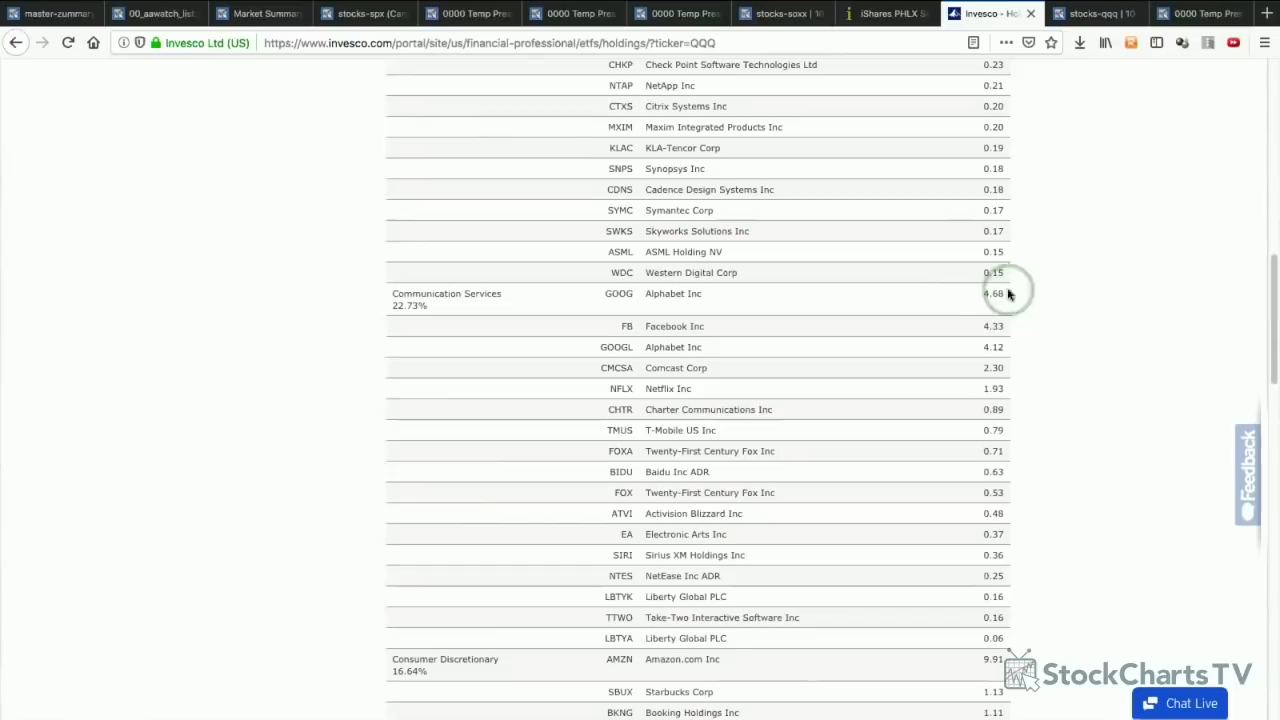 master-summary
00_aawatch_list
Market Summar
stocks-spx (Car
0000 Temp Pres
0000 Temp Pres
0000 Temp Pres
stocks-soxx | 10
iShares PHLX S
Invesco - Ho
stocks-qqq | 10
0000 Temp Pres
Invesco Ltd (US)
https://www.invesco.com/portal/site/us/financial-professional/etfs/holdings/?ticker=QQQ
CHKP Check Point Software Technologies Ltd 0.23
NTAP NetApp Inc 0.21
CTXS Citrix Systems Inc 0.20
MXIM Maxim Integrated Products Inc 0.20
KLAC KLA-Tencor Corp 0.19
SNPS Synopsys Inc 0.18
CDNS Cadence Design Systems Inc 0.18
SYMC Symantec Corp 0.17
SWKS Skyworks Solutions Inc 0.17
ASML ASML Holding NV 0.15
WDC Western Digital Corp 0.15
Communication Services GOOG Alphabet Inc 4.68
22.73%
FB Facebook Inc 4.33
GOOGL Alphabet Inc 4.12
CMCSA Comcast Corp 2.30
NFLX Netflix Inc 1.93
CHTR Charter Communications Inc 0.89
TMUS T-Mobile US Inc 0.79
FOXA Twenty-First Century Fox Inc 0.71
BIDU Baidu Inc ADR 0.63
FOX Twenty-First Century Fox Inc 0.53
ATVI Activision Blizzard Inc 0.48
EA Electronic Arts Inc 0.37
SIRI Sirius XM Holdings Inc 0.36
NTES NetEase Inc ADR 0.25
LBTYK Liberty Global PLC 0.16
TTWO Take-Two Interactive Software Inc 0.16
LBTYA Liberty Global PLC 0.06
Consumer Discretionary AMZN Amazon.com Inc 9.91
16.64%
SBUX Starbucks Corp 1.13
BKNG Booking Holdings Inc 1.11
Feedback
StockChartsTV
Chat Live